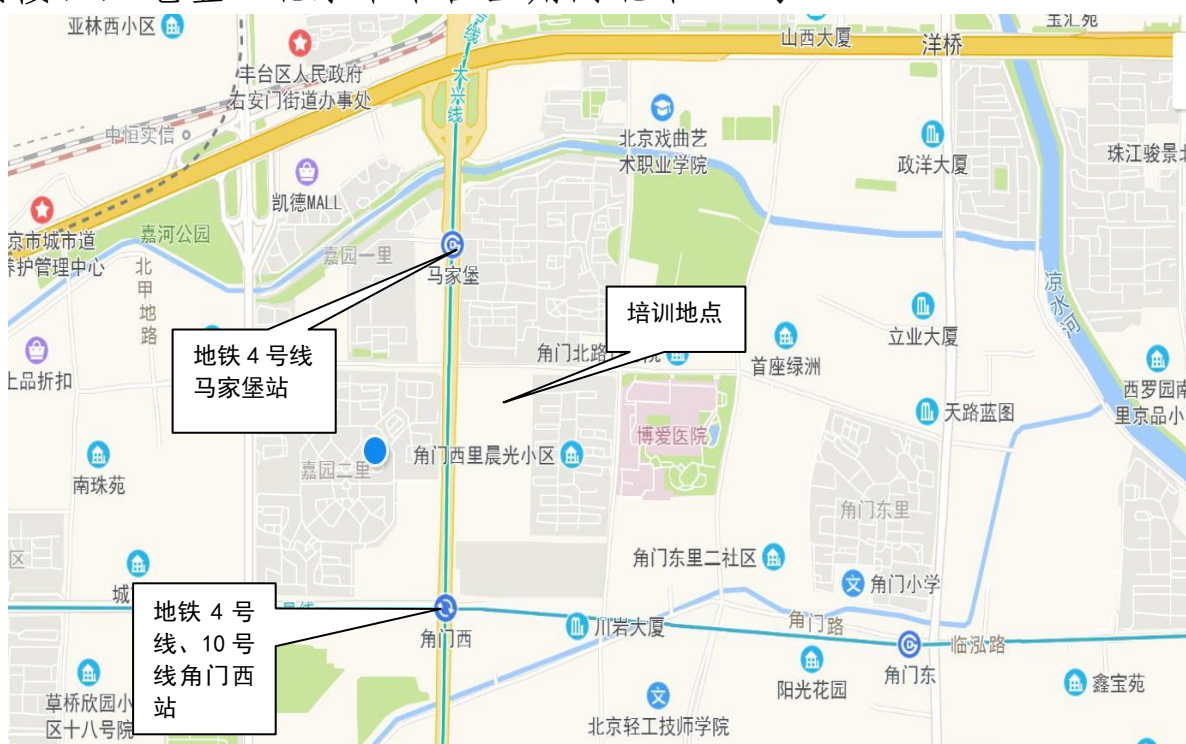 亚林西小区
宝汇苑
山西大厦
洋桥
丰台区人民政府
右安门街道办事处
大兴线
中恒实信
北京戏曲艺
术职业学院
政洋大厦
珠江骏景北
凯德MALL
京市城市道
养护管理中心
嘉河公园
北甲地路
嘉园一里
马家堡
凉水河
地铁 4 号线
马家堡站
培训地点
立业大厦
角门北路
首座绿洲
上品折扣
西罗园南
里京品小
天路蓝图
博爱医院
角门西里晨光小区
嘉园二里
南珠苑
角门东里
区
角门东里二社区
角门小学
城
地铁 4 号
线、10 号
线角门西
站
角门西
川岩大厦
角门路
临泓路
角门东
阳光花园
鑫宝苑
草桥欣园小
区十八号院
北京轻工技师学院